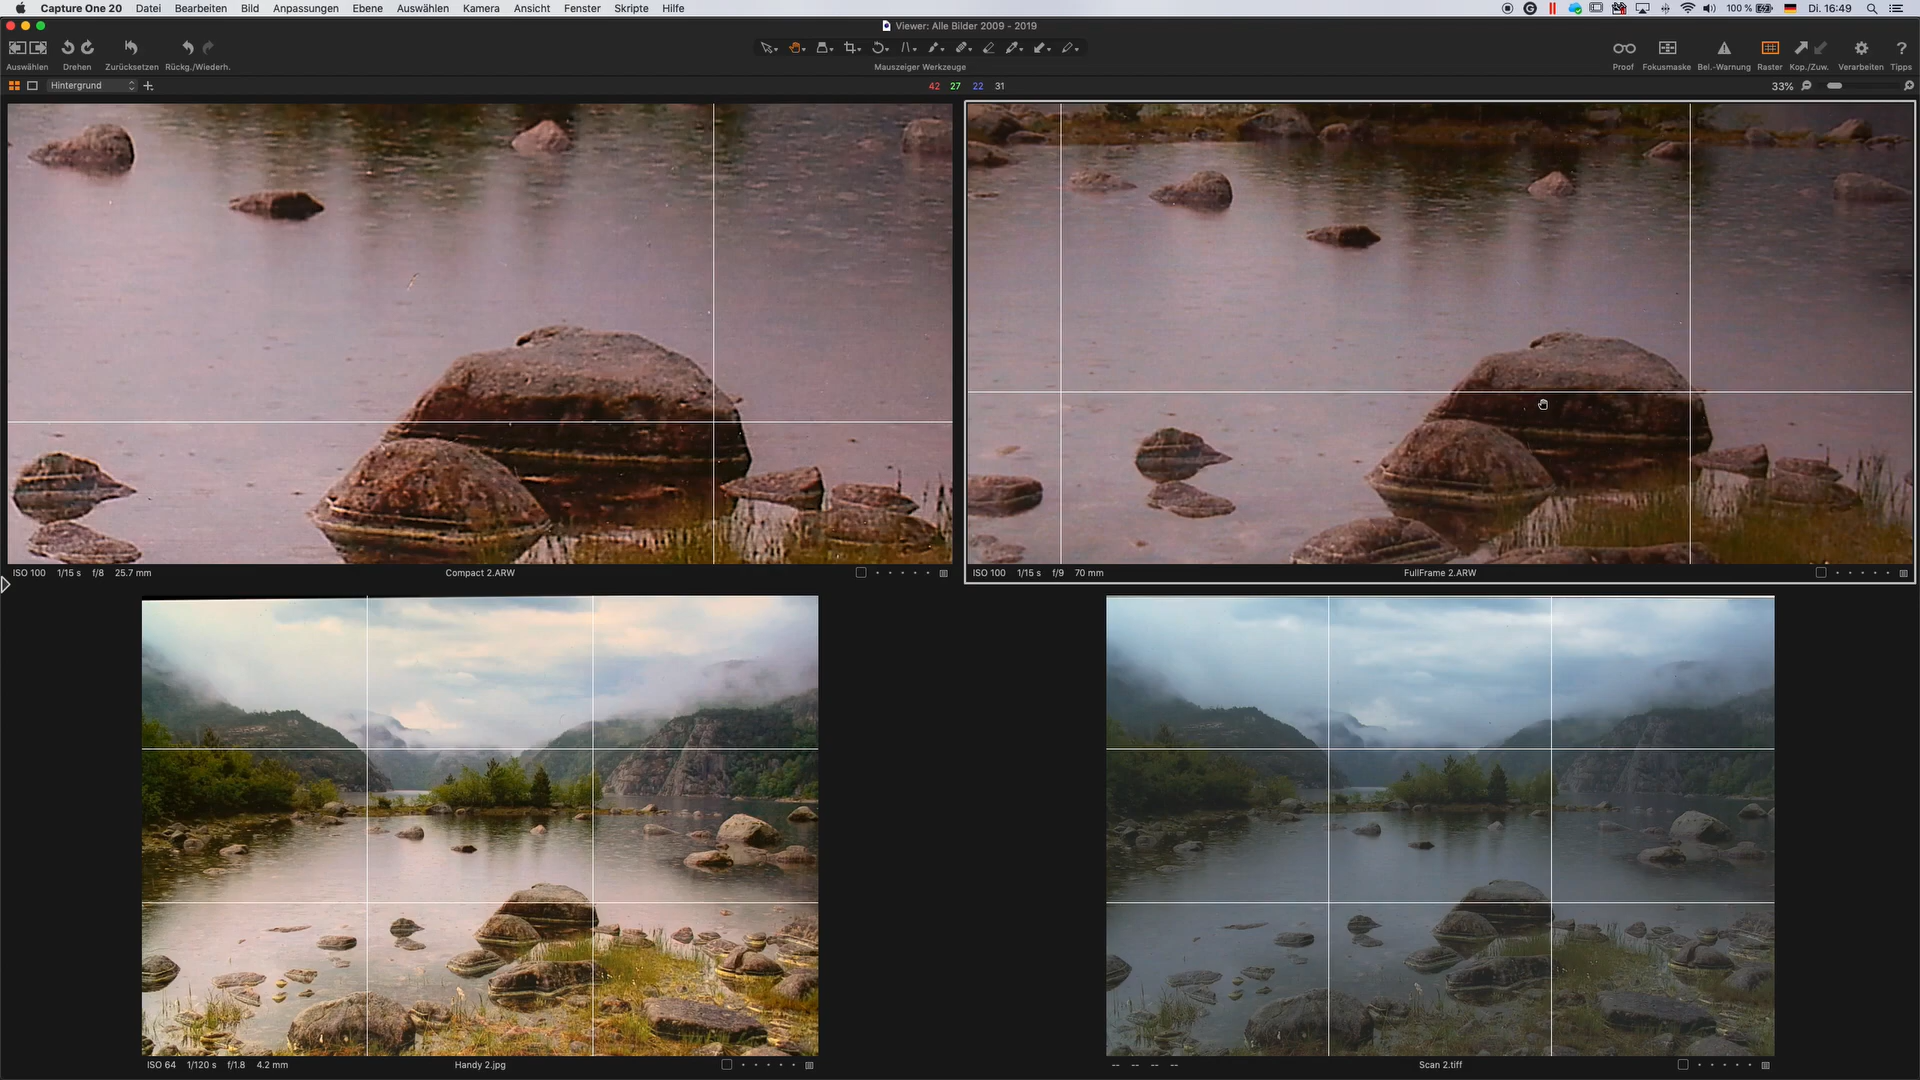 Capture One 20 Datei Bearbeiten Bild Anpassungen Ebene Auswählen Kamera Ansicht Fenster Skripte Hilfe 100 % Di. 16:49
Viewer: Alle Bilder 2009 - 2019
Auswählen Drehen Zurücksetzen Rückg./Wiederh. Mauszeiger Werkzeuge Proof Fokusmaske Bel.-Warnung Raster Kop./Zuw. Verarbeiten Tipps
Hintergrund 42 27 22 31 33%
ISO 100 1/15 s f/8 25.7 mm Compact 2.ARW
ISO 100 1/15 s f/9 70 mm FullFrame 2.ARW
ISO 64 1/120 s f/1.8 4.2 mm Handy 2.jpg
-- -- -- -- Scan 2.tiff